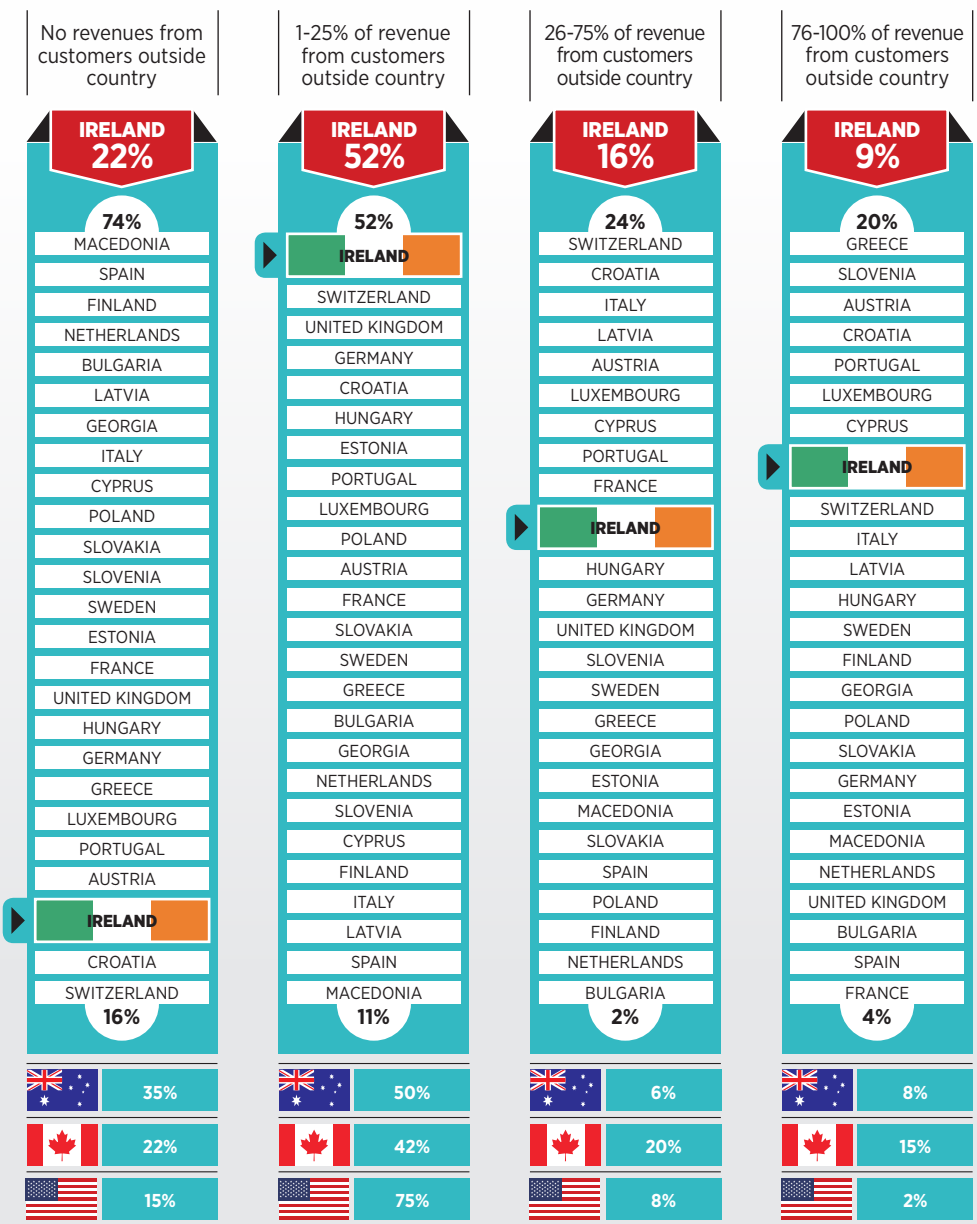 No revenues from
customers outside
country
IRELAND
22%
74%
MACEDONIA
SPAIN
FINLAND
NETHERLANDS
BULGARIA
LATVIA
GEORGIA
ITALY
CYPRUS
POLAND
SLOVAKIA
SLOVENIA
SWEDEN
ESTONIA
FRANCE
UNITED KINGDOM
HUNGARY
GERMANY
GREECE
LUXEMBOURG
PORTUGAL
AUSTRIA
IRELAND
CROATIA
SWITZERLAND
16%
35%
22%
15%
1-25% of revenue
from customers
outside country
IRELAND
52%
52%
IRELAND
SWITZERLAND
UNITED KINGDOM
GERMANY
CROATIA
HUNGARY
ESTONIA
PORTUGAL
LUXEMBOURG
POLAND
AUSTRIA
FRANCE
SLOVAKIA
SWEDEN
GREECE
BULGARIA
GEORGIA
NETHERLANDS
SLOVENIA
CYPRUS
FINLAND
ITALY
LATVIA
SPAIN
MACEDONIA
11%
50%
42%
75%
26-75% of revenue
from customers
outside country
IRELAND
16%
24%
SWITZERLAND
CROATIA
ITALY
LATVIA
AUSTRIA
LUXEMBOURG
CYPRUS
PORTUGAL
FRANCE
IRELAND
HUNGARY
GERMANY
UNITED KINGDOM
SLOVENIA
SWEDEN
GREECE
GEORGIA
ESTONIA
MACEDONIA
SLOVAKIA
SPAIN
POLAND
FINLAND
NETHERLANDS
BULGARIA
2%
6%
20%
8%
76-100% of revenue
from customers
outside country
IRELAND
9%
20%
GREECE
SLOVENIA
AUSTRIA
CROATIA
PORTUGAL
LUXEMBOURG
CYPRUS
IRELAND
SWITZERLAND
ITALY
LATVIA
HUNGARY
SWEDEN
FINLAND
GEORGIA
POLAND
SLOVAKIA
GERMANY
ESTONIA
MACEDONIA
NETHERLANDS
UNITED KINGDOM
BULGARIA
SPAIN
FRANCE
4%
8%
15%
2%